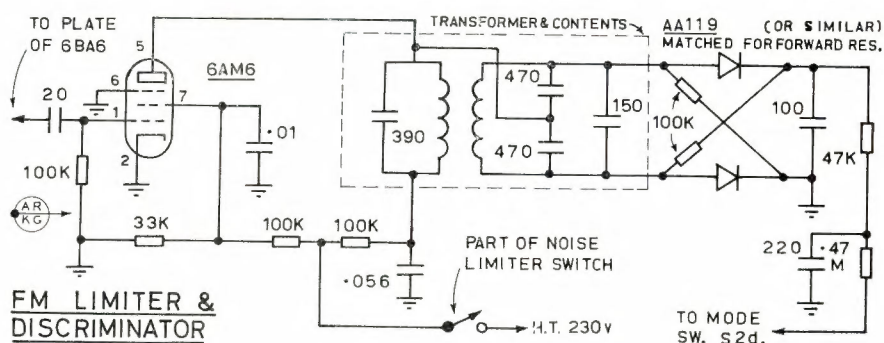 TO PLATE
OF 6BA6
5
6AM6
6
7
20
1
2
.01
100K
AR
KG
33K
100K
100K
.056
390
TRANSFORMER & CONTENTS
470
470
150
AA119 (OR SIMILAR)
MATCHED FOR FORWARD RES.
100K
100
47K
220
.47
M
PART OF NOISE
LIMITER SWITCH
H.T. 230v
TO MODE
SW. S2d.
FM LIMITER &
DISCRIMINATOR